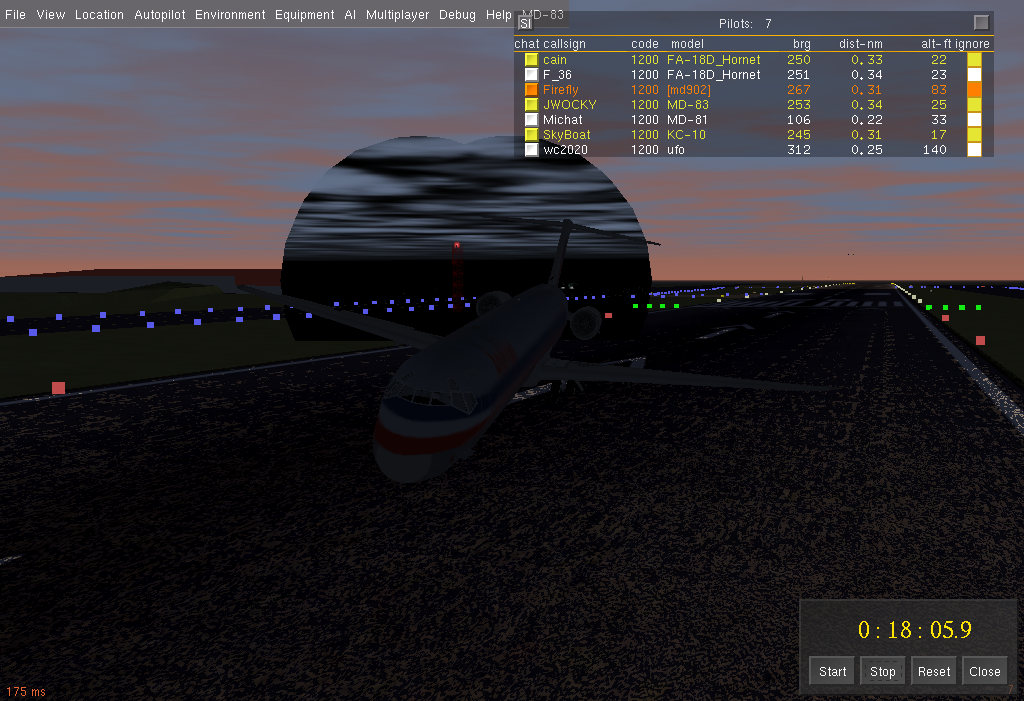 File View Location Autopilot Environment Equipment AI Multiplayer Debug Help MD-83
SI Pilots: 7
chat callsign code model brg dist-nm alt-ft ignore
cain 1200 FA-18D_Hornet 250 0.33 22
F_36 1200 FA-18D_Hornet 251 0.34 23
Firefly 1200 [md902] 267 0.31 83
JWOCKY 1200 MD-83 253 0.34 25
Michat 1200 MD-81 106 0.22 33
SkyBoat 1200 KC-10 245 0.31 17
wc2020 1200 ufo 312 0.25 140
0 : 18 : 05.9
Start Stop Reset Close
175 ms